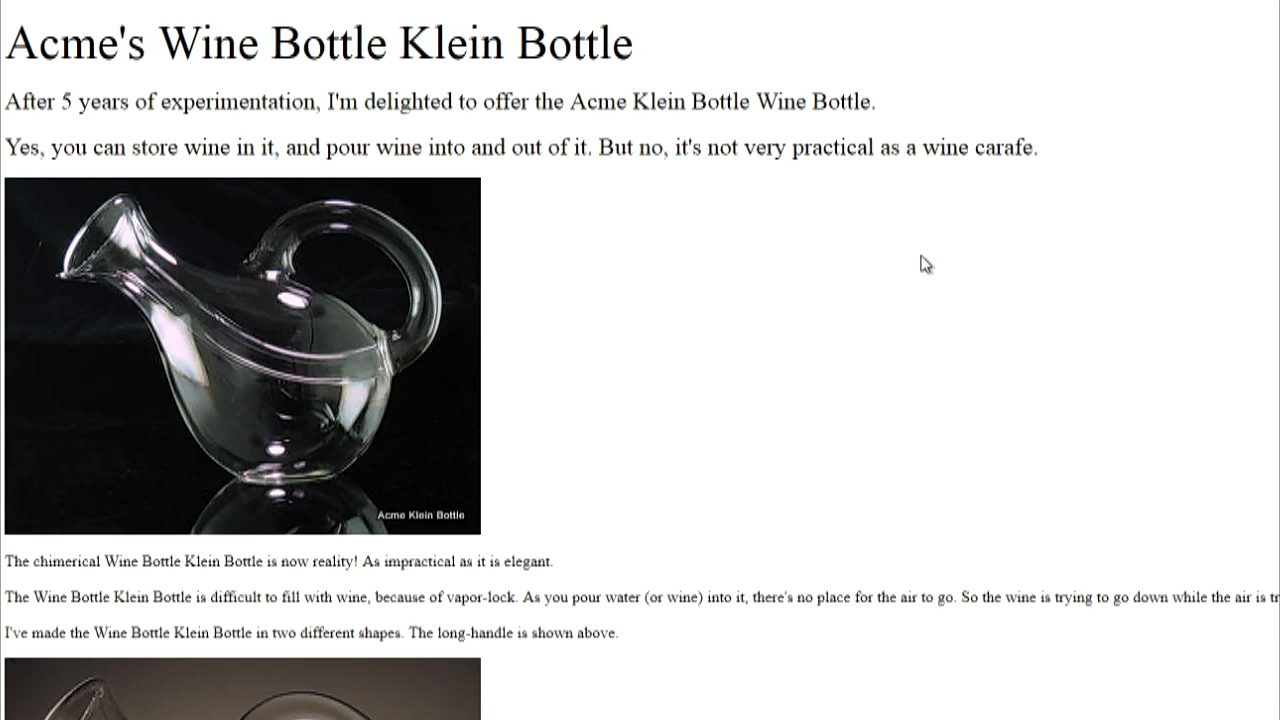 Acme's Wine Bottle Klein Bottle
After 5 years of experimentation, I'm delighted to offer the Acme Klein Bottle Wine Bottle.
Yes, you can store wine in it, and pour wine into and out of it. But no, it's not very practical as a wine carafe.
Acme Klein Bottle
The chimerical Wine Bottle Klein Bottle is now reality! As impractical as it is elegant.
The Wine Bottle Klein Bottle is difficult to fill with wine, because of vapor-lock. As you pour water (or wine) into it, there's no place for the air to go. So the wine is trying to go down while the air is
I've made the Wine Bottle Klein Bottle in two different shapes. The long-handle is shown above.